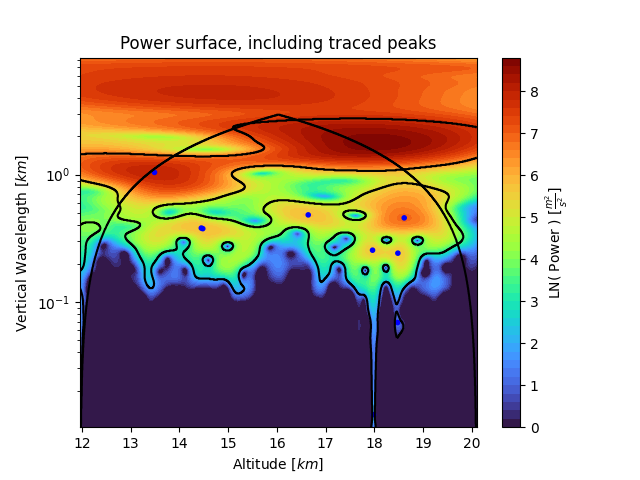 Power surface, including traced peaks
Vertical Wavelength [km]
10⁰
10⁻¹
12 13 14 15 16 17 18 19 20
Altitude [km]
8
7
6
5
4
3
2
1
0
LN( Power ) [m²/s²]